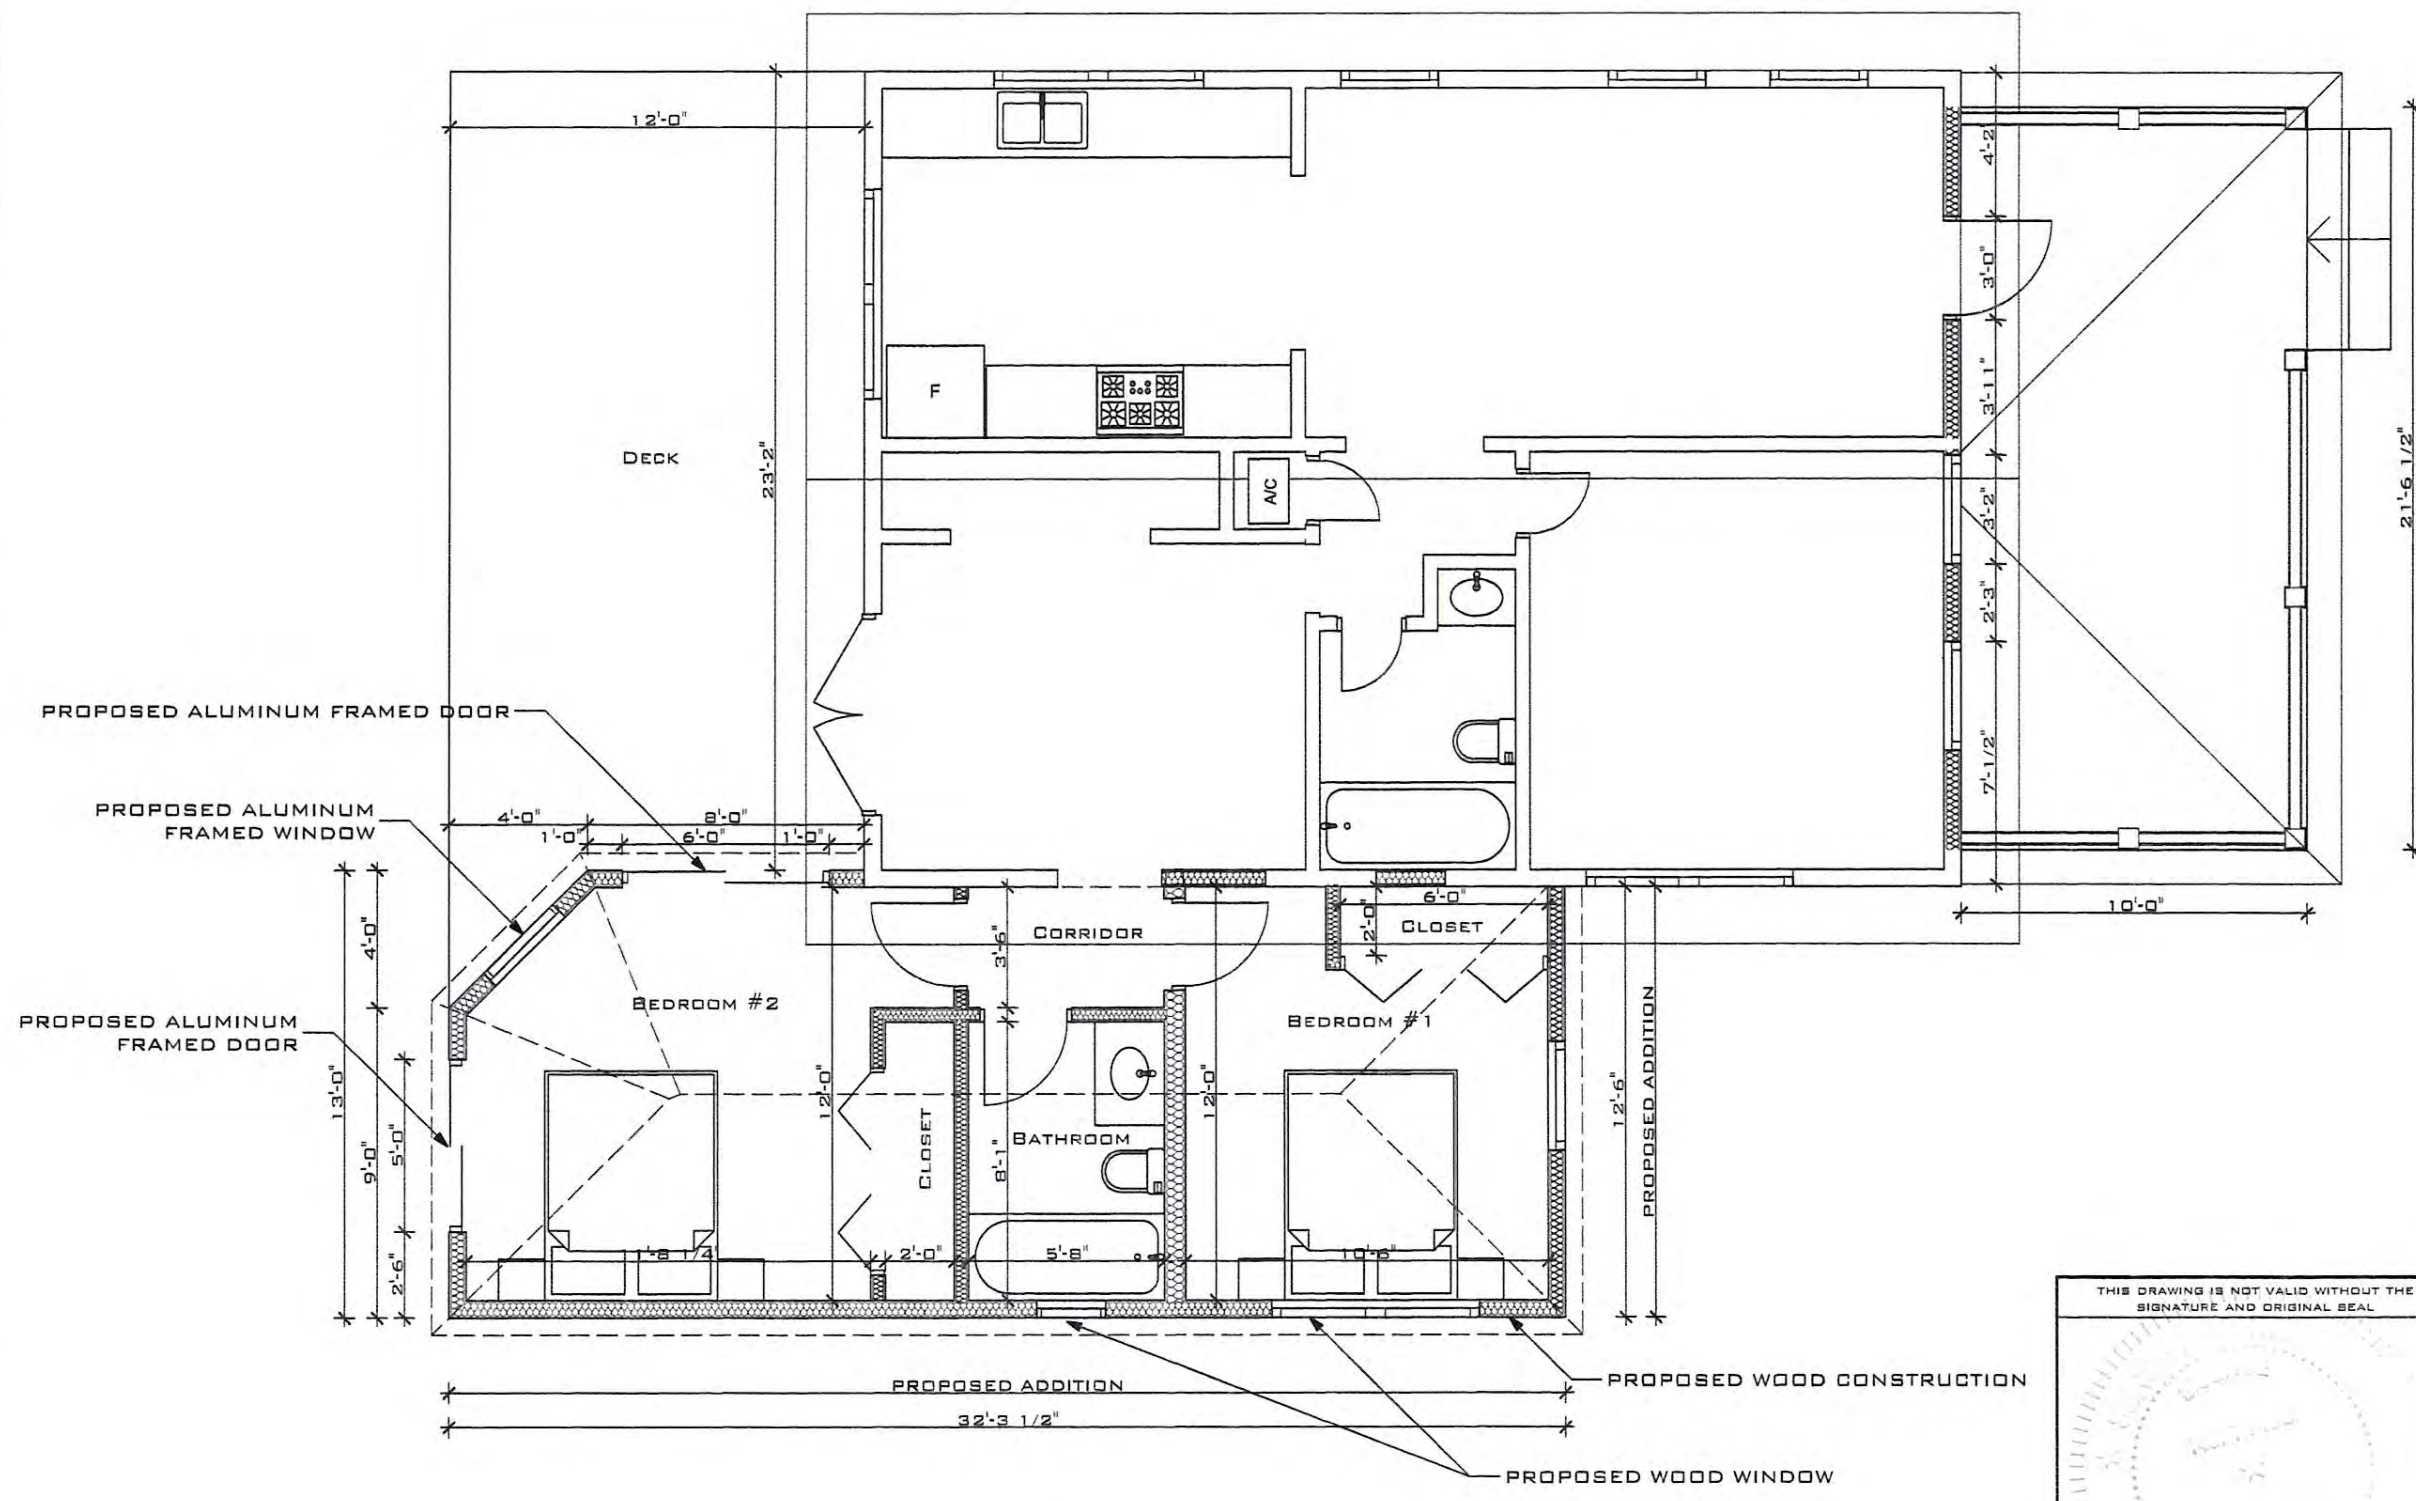 12'-0"
4'-2"
3'-0"
F
3'-11"
DECK
23'-2"
A/C
3'-2"
21'-6 1/2"
2'-3"
PROPOSED ALUMINUM FRAMED DOOR
7'-1/2"
PROPOSED ALUMINUM
FRAMED WINDOW
4'-0"
8'-0"
1'-0"
6'-0"
1'-0"
6'-0
10'-0"
2'-0"
CLOSET
4'-0"
3'-6"
CORRIDOR
BEDROOM #2
BEDROOM #1
PROPOSED ALUMINUM
FRAMED DOOR
13'-0"
9'-0"
5'-0"
12'-0"
12'-0"
12'-6"
PROPOSED ADDITION
CLOSET
BATHROOM
8'-1"
2'-6"
11'-8 1/4"
2'-0"
5'-8"
10'-6"
THIS DRAWING IS NOT VALID WITHOUT THE
SIGNATURE AND ORIGINAL SEAL
PROPOSED ADDITION
PROPOSED WOOD CONSTRUCTION
32'-3 1/2"
PROPOSED WOOD WINDOW